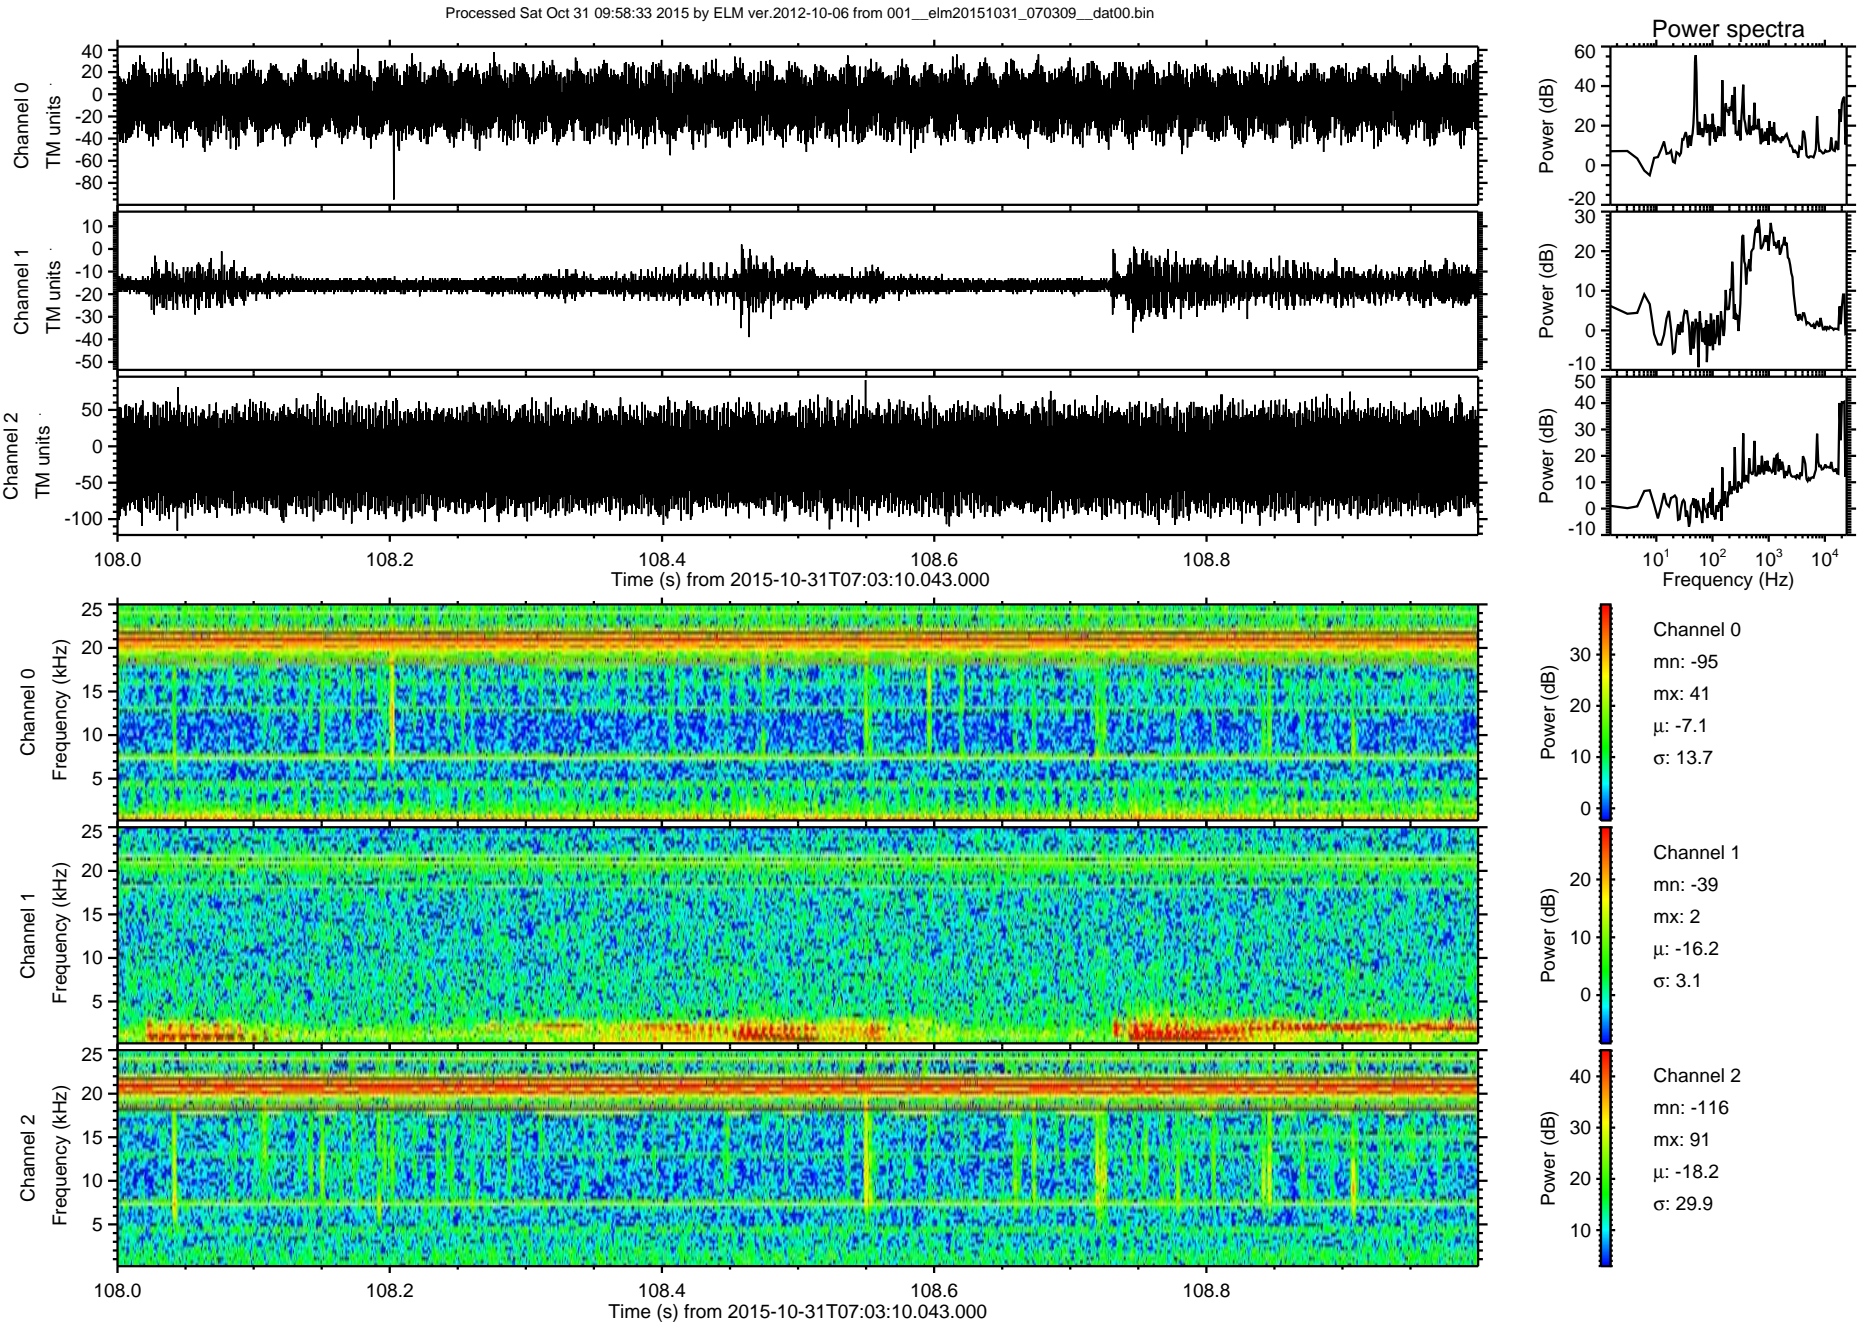 Processed Sat Oct 31 09:58:33 2015 by ELM ver.2012-10-06 from 001__elm20151031_070309__dat00.bin
Power spectra
Channel 0
TM units
40
20
0
-20
-40
-60
-80
Power (dB)
60
40
20
0
-20
Channel 1
TM units
10
0
-10
-20
-30
-40
-50
Power (dB)
30
20
10
0
-10
Channel 2
TM units
50
0
-50
-100
Power (dB)
50
40
30
20
10
0
-10
108.0 108.2 108.4 108.6 108.8
Time (s) from 2015-10-31T07:03:10.043.000
10¹ 10² 10³ 10⁴
Frequency (Hz)
Channel 0
Frequency (kHz)
25
20
15
10
5
Power (dB)
30
20
10
0
Channel 0
mn: -95
mx: 41
μ: -7.1
σ: 13.7
Channel 1
Frequency (kHz)
25
20
15
10
5
Power (dB)
20
10
0
Channel 1
mn: -39
mx: 2
μ: -16.2
σ: 3.1
Channel 2
Frequency (kHz)
25
20
15
10
5
Power (dB)
40
30
20
10
Channel 2
mn: -116
mx: 91
μ: -18.2
σ: 29.9
108.0 108.2 108.4 108.6 108.8
Time (s) from 2015-10-31T07:03:10.043.000